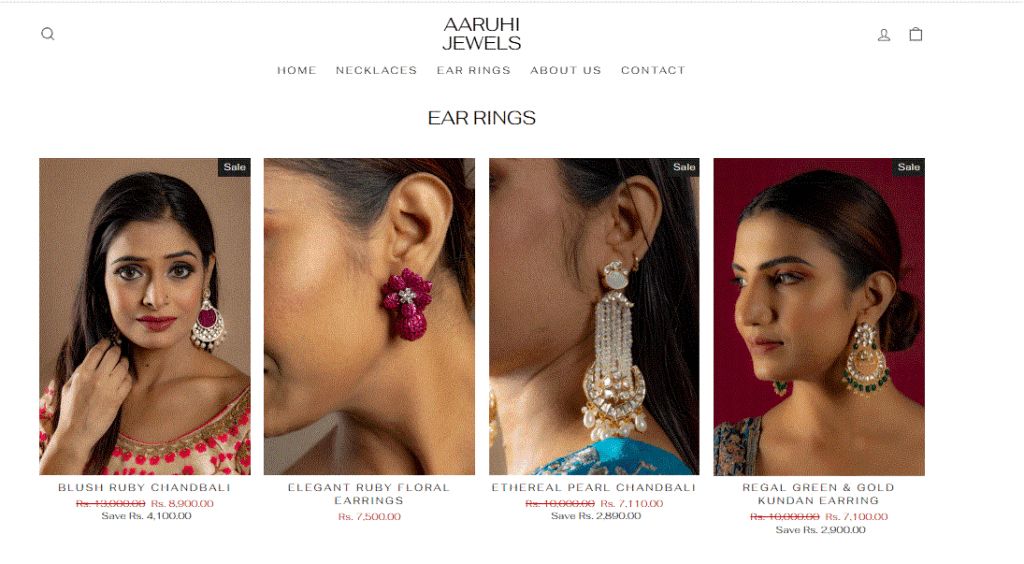 AARUHI
JEWELS
HOME NECKLACES EAR RINGS ABOUT US CONTACT
EAR RINGS
Sale
Sale
Sale
BLUSH RUBY CHANDBALI
Rs. 13,000.00 Rs. 8,900.00
Save Rs. 4,100.00
ELEGANT RUBY FLORAL
EARRINGS
Rs. 7,500.00
ETHEREAL PEARL CHANDBALI
Rs. 10,000.00 Rs. 7,110.00
Save Rs. 2,890.00
REGAL GREEN & GOLD
KUNDAN EARRING
Rs. 10,000.00 Rs. 7,100.00
Save Rs. 2,900.00